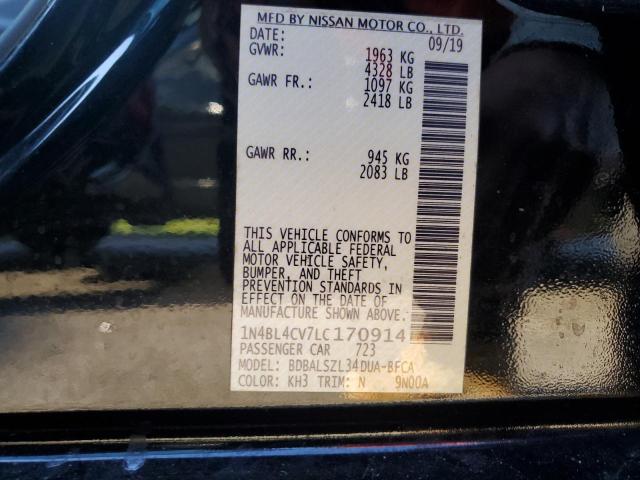 MFD BY NISSAN MOTOR CO., LTD.
DATE: 09/19
GVWR: 1963 KG
4328 LB
GAWR FR.: 1097 KG
2418 LB
GAWR RR.: 945 KG
2083 LB
THIS VEHICLE CONFORMS TO
ALL APPLICABLE FEDERAL
MOTOR VEHICLE SAFETY,
BUMPER, AND THEFT
PREVENTION STANDARDS IN
EFFECT ON THE DATE OF
MANUFACTURE SHOWN ABOVE.
1N4BL4CV7LC170914
PASSENGER CAR 723
MODEL: BDBALSZL34DUA-BFCA
COLOR: KH3 TRIM: N 9N00A